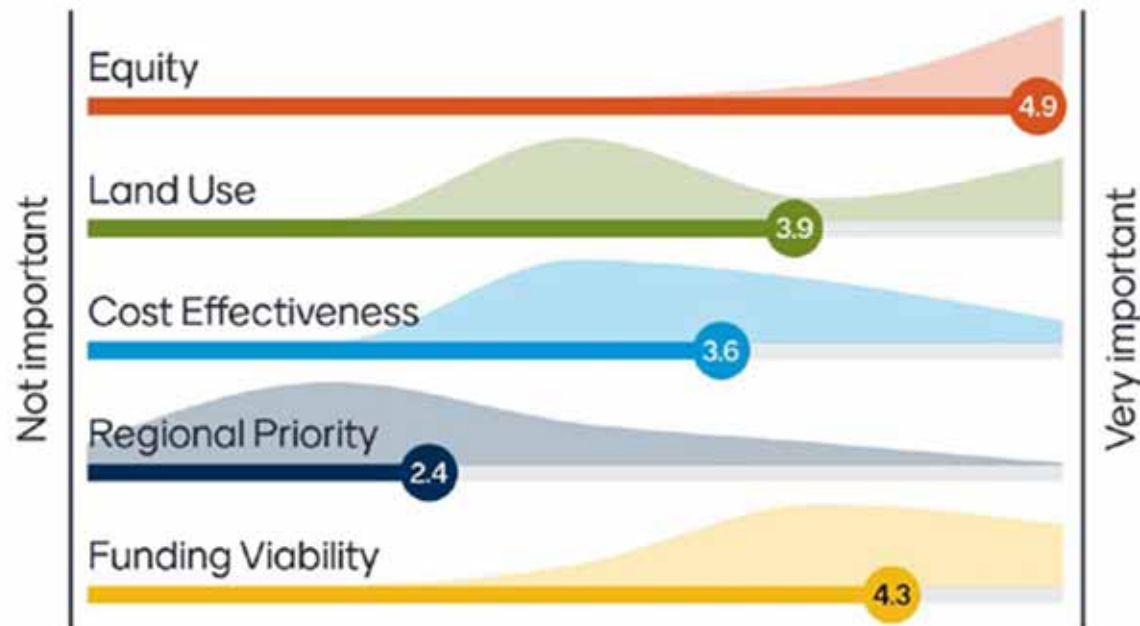 Not important
Equity
4.9
Land Use
3.9
Cost Effectiveness
3.6
Regional Priority
2.4
Funding Viability
4.3
Very important